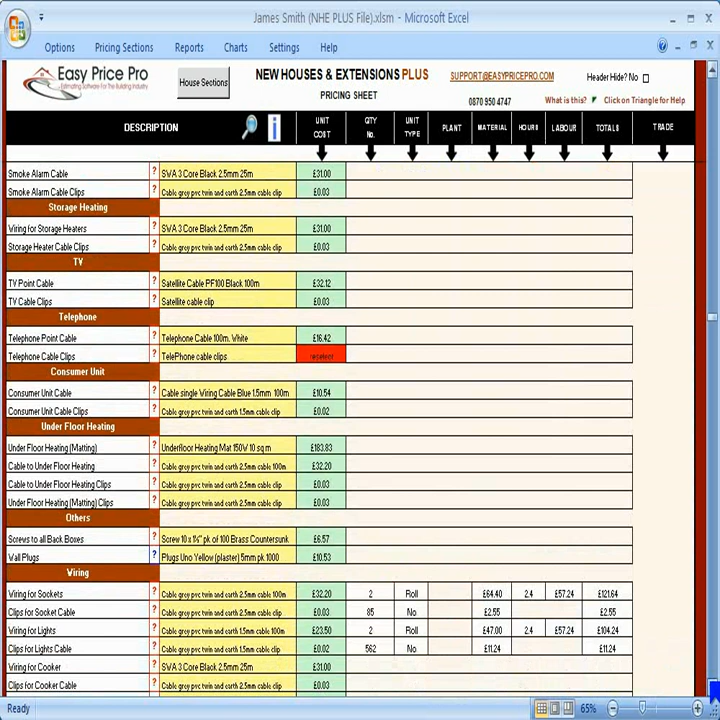 James Smith (NHE PLUS File).xlsm - Microsoft Excel
Options Pricing Sections Reports Charts Settings Help
Easy Price Pro
Estimating Software For The Building Industry
House Sections
NEW HOUSES & EXTENSIONS PLUS
PRICING SHEET
SUPPORT@EASYPRICEPRO.COM
0870 950 4747
Header Hide? No
What is this? Click on Triangle for Help
DESCRIPTION UNIT COST QTY No. UNIT TYPE PLANT MATERIAL HOURS LABOUR TOTALS TRADE
Smoke Alarm Cable ? SWA 3 Core Black 2.5mm 25m £31.00
Smoke Alarm Cable Clips ? Cable grey pvc twin and earth 2.5mm cable clip £0.03
Storage Heating
Wiring for Storage Heaters ? SWA 3 Core Black 2.5mm 25m £31.00
Storage Heater Cable Clips ? Cable grey pvc twin and earth 2.5mm cable clip £0.03
TV
TV Point Cable ? Satellite Cable PF100 Black 100m £32.12
TV Cable Clips ? Satellite cable clip £0.03
Telephone
Telephone Point Cable ? Telephone Cable 100m. White £16.42
Telephone Cable Clips ? TelePhone cable clips reselect
Consumer Unit
Consumer Unit Cable ? Cable single Wiring Cable Blue 1.5mm 100m £10.54
Consumer Unit Cable Clips ? Cable grey pvc twin and earth 1.5mm cable clip £0.02
Under Floor Heating
Under Floor Heating (Matting) ? Underfloor Heating Mat 150W 10 sq m £183.83
Cable to Under Floor Heating ? Cable grey pvc twin and earth 2.5mm cable 100m £32.20
Cable to Under Floor Heating Clips ? Cable grey pvc twin and earth 2.5mm cable clip £0.03
Under Floor Heating (Matting) Clips ? Cable grey pvc twin and earth 2.5mm cable clip £0.03
Others
Screws to all Back Boxes ? Screw 10 x 1½" pk of 100 Brass Countersunk £6.57
Wall Plugs ? Plugs Uno Yellow (plaster) 5mm pk 1000 £10.53
Wiring
Wiring for Sockets ? Cable grey pvc twin and earth 2.5mm cable 100m £32.20 2 Roll £64.40 2.4 £57.24 £121.64
Clips for Socket Cable ? Cable grey pvc twin and earth 2.5mm cable clip £0.03 85 No. £2.55 £2.55
Wiring for Lights ? Cable grey pvc twin and earth 1.5mm cable 100m £23.50 2 Roll £47.00 2.4 £57.24 £104.24
Clips for Lights Cable ? Cable grey pvc twin and earth 1.5mm cable clip £0.02 562 No. £11.24 £11.24
Wiring for Cooker ? SWA 3 Core Black 2.5mm 25m £31.00
Clips for Cooker Cable ? Cable grey pvc twin and earth 2.5mm cable clip £0.03
Ready 65%